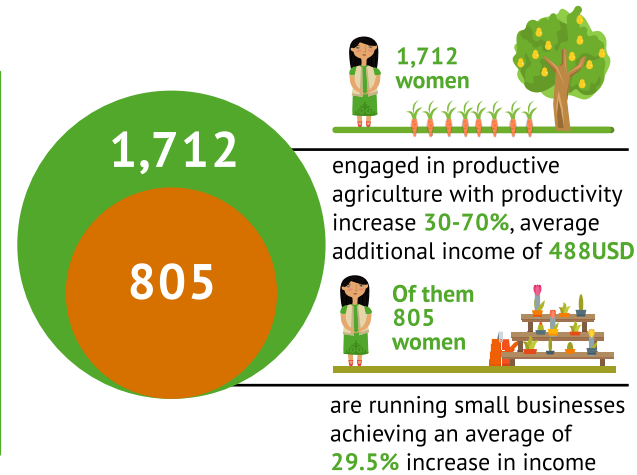 1,712
805
1,712
women
engaged in productive
agriculture with productivity
increase 30-70%, average
additional income of 488USD
Of them
805
women
are running small businesses
achieving an average of
29.5% increase in income